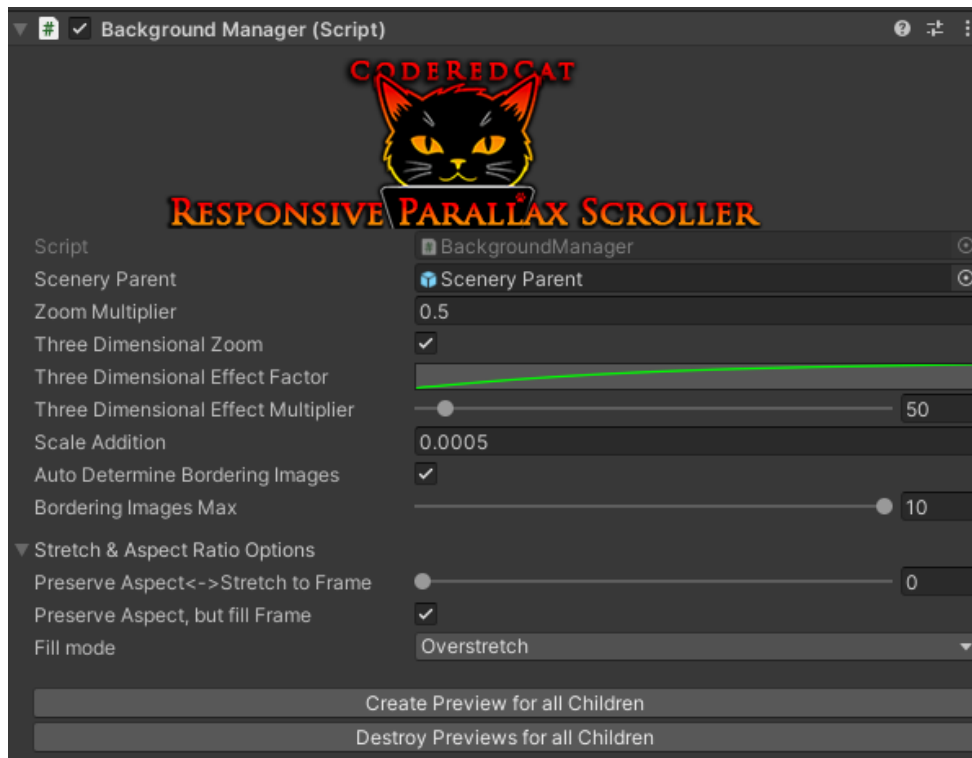 Background Manager (Script)
CodeRedCat
Responsive Parallax Scroller
Script BackgroundManager
Scenery Parent Scenery Parent
Zoom Multiplier 0.5
Three Dimensional Zoom
Three Dimensional Effect Factor
Three Dimensional Effect Multiplier 50
Scale Addition 0.0005
Auto Determine Bordering Images
Bordering Images Max 10
Stretch & Aspect Ratio Options
Preserve Aspect<->Stretch to Frame 0
Preserve Aspect, but fill Frame
Fill mode Overstretch
Create Preview for all Children
Destroy Previews for all Children